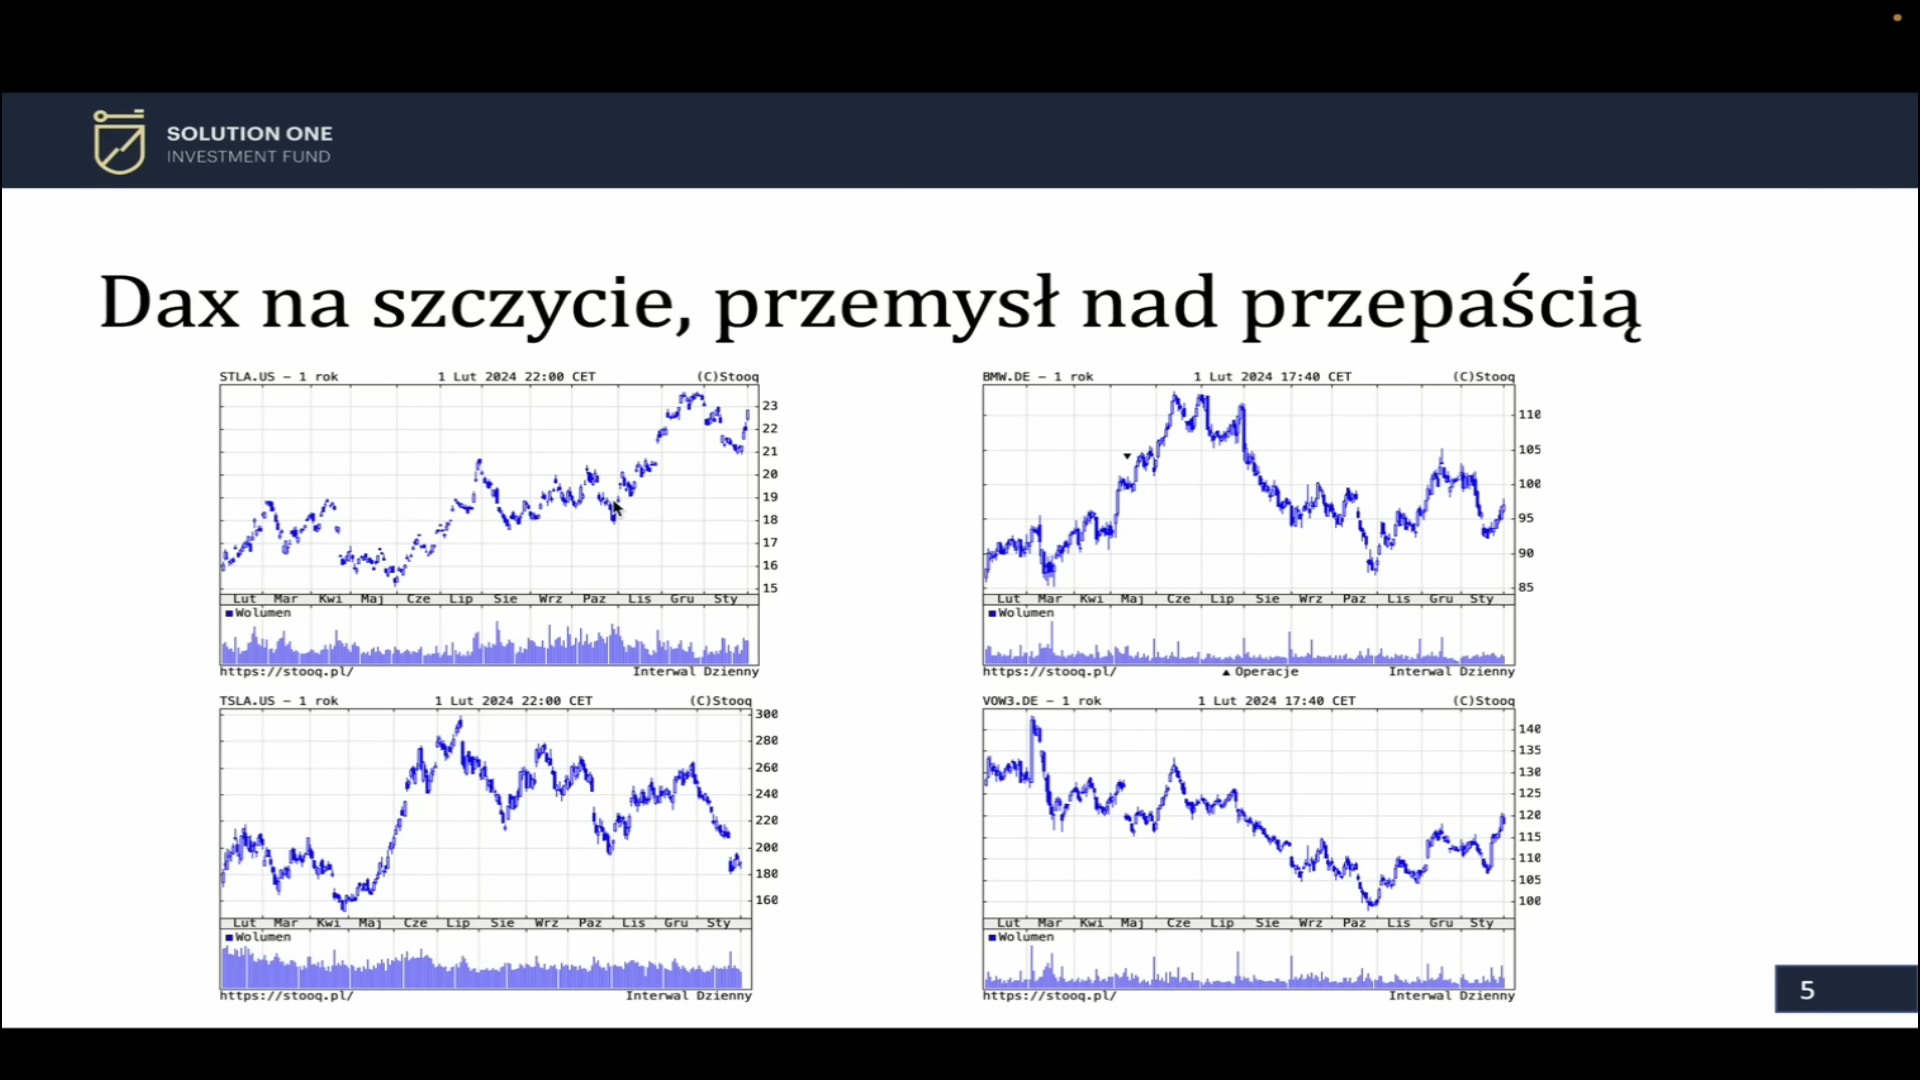 SOLUTION ONE
INVESTMENT FUND
Dax na szczycie, przemysł nad przepaścią
STLA.US - 1 rok 1 Lut 2024 22:00 CET (C)Stooq
23
22
21
20
19
18
17
16
15
Lut Mar Kwi Maj Cze Lip Sie Wrz Paz Lis Gru Sty
Wolumen
https://stooq.pl/ Interwal Dzienny
BMW.DE - 1 rok 1 Lut 2024 17:40 CET (C)Stooq
110
105
100
95
90
85
Lut Mar Kwi Maj Cze Lip Sie Wrz Paz Lis Gru Sty
Wolumen
https://stooq.pl/ ▲Operacje Interwal Dzienny
TSLA.US - 1 rok 1 Lut 2024 22:00 CET (C)Stooq
300
280
260
240
220
200
180
160
Lut Mar Kwi Maj Cze Lip Sie Wrz Paz Lis Gru Sty
Wolumen
https://stooq.pl/ Interwal Dzienny
VOW3.DE - 1 rok 1 Lut 2024 17:40 CET (C)Stooq
140
135
130
125
120
115
110
105
100
Lut Mar Kwi Maj Cze Lip Sie Wrz Paz Lis Gru Sty
Wolumen
https://stooq.pl/ Interwal Dzienny
5